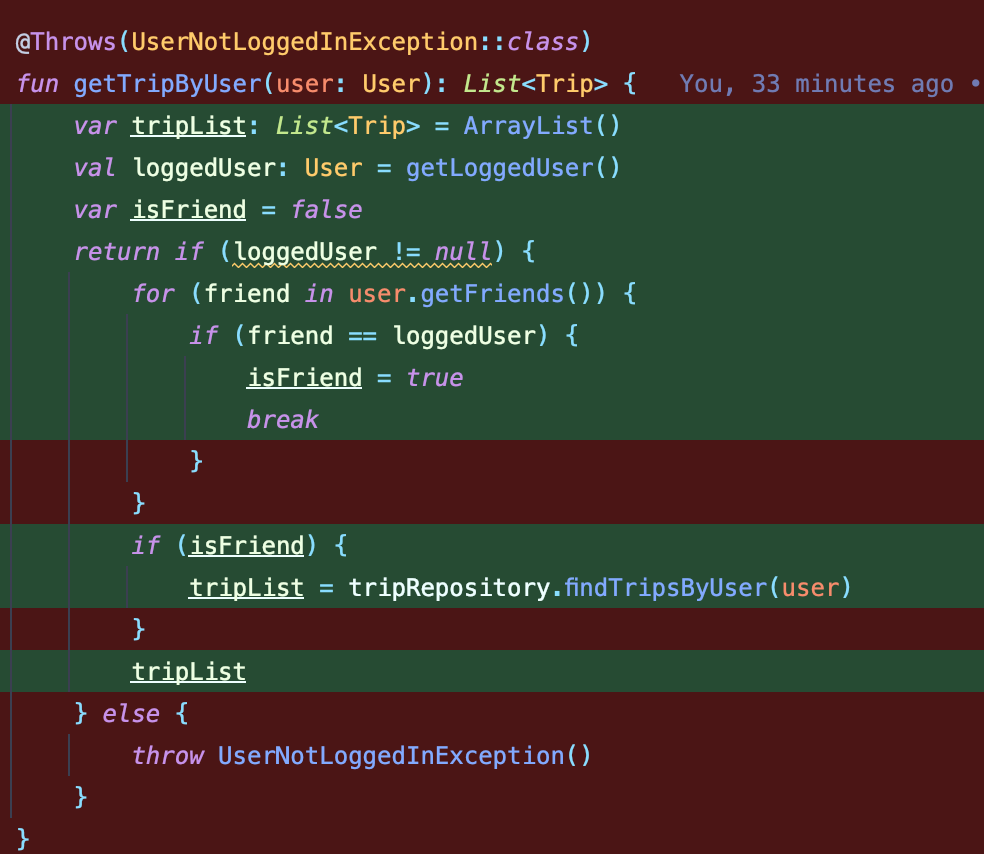 @Throws(UserNotLoggedInException::class)
fun getTripByUser(user: User): List<Trip> { You, 33 minutes ago •
var tripList: List<Trip> = ArrayList()
val loggedUser: User = getLoggedUser()
var isFriend = false
return if (loggedUser != null) {
for (friend in user.getFriends()) {
if (friend == loggedUser) {
isFriend = true
break
}
}
if (isFriend) {
tripList = tripRepository.findTripsByUser(user)
}
tripList
} else {
throw UserNotLoggedInException()
}
}